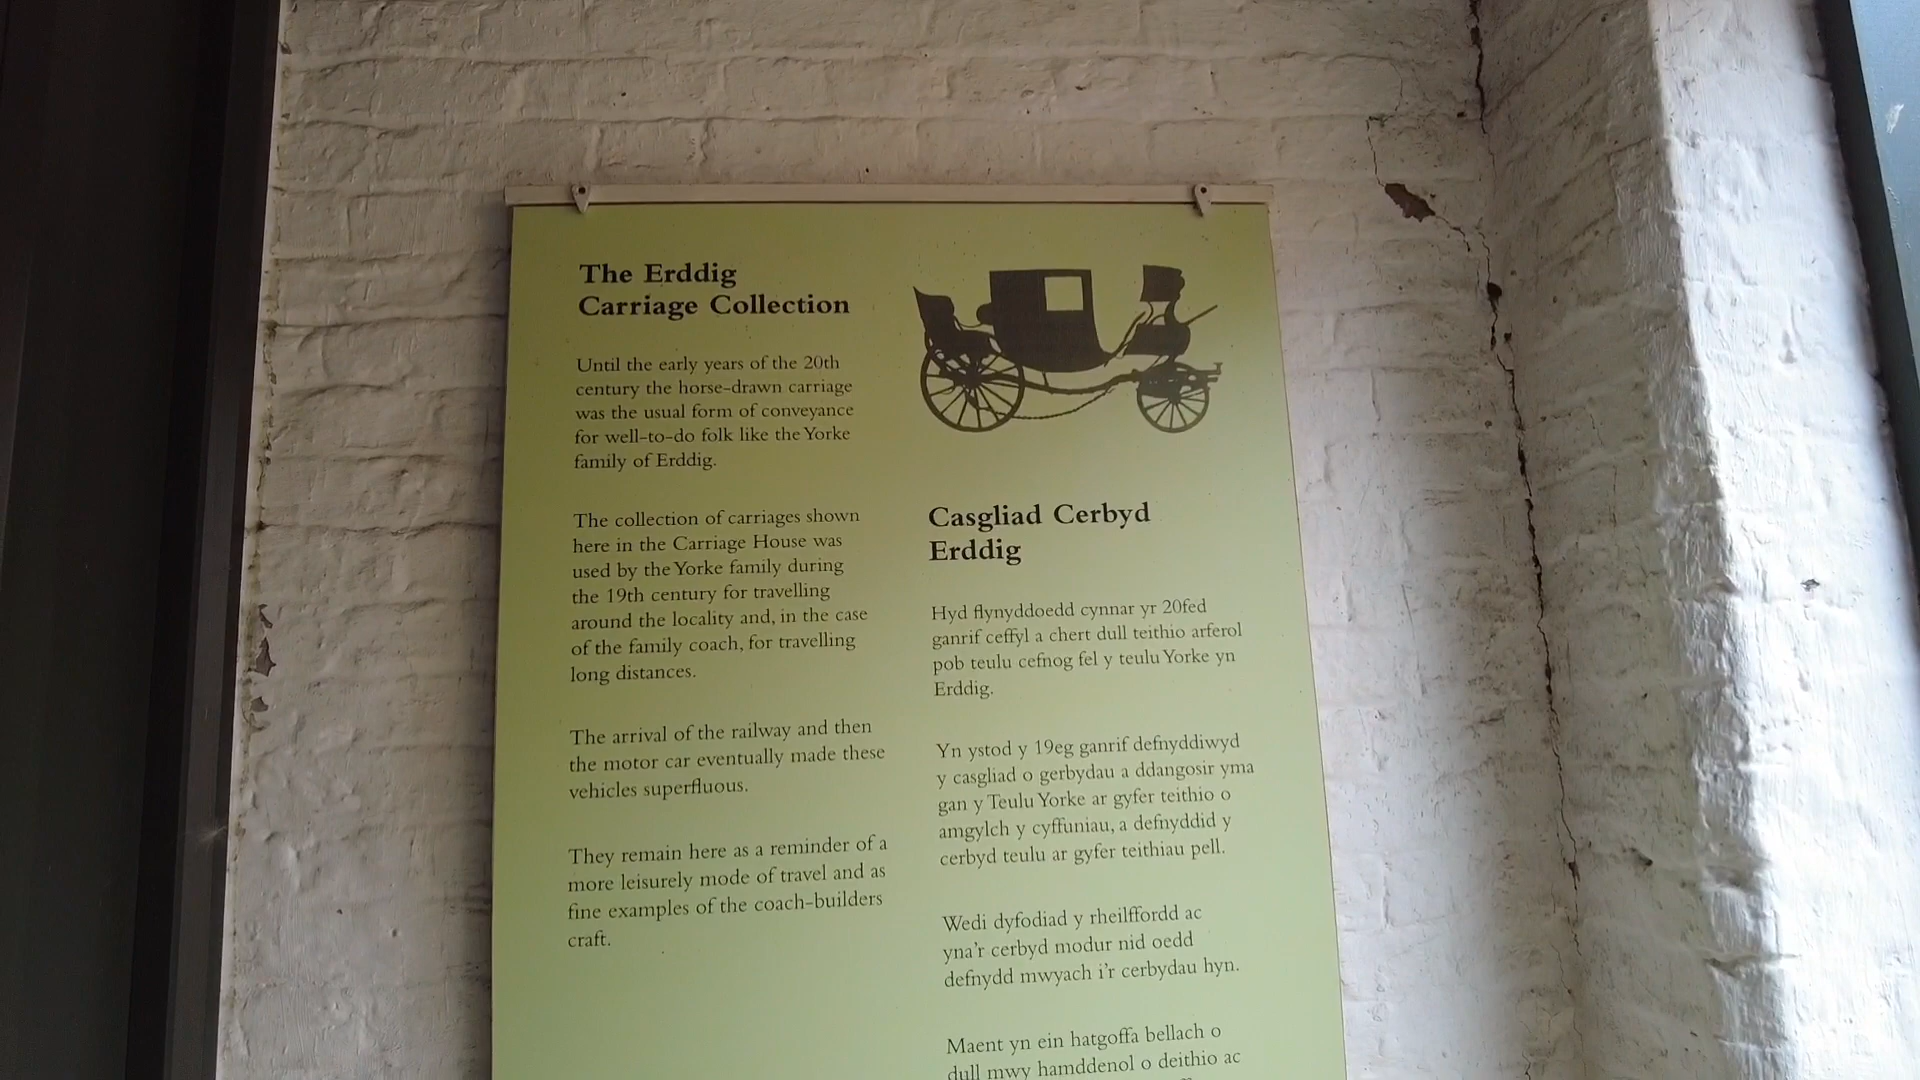 The Erddig
Carriage Collection
Until the early years of the 20th
century the horse-drawn carriage
was the usual form of conveyance
for well-to-do folk like the Yorke
family of Erddig.
The collection of carriages shown
here in the Carriage House was
used by the Yorke family during
the 19th century for travelling
around the locality and, in the case
of the family coach, for travelling
long distances.
The arrival of the railway and then
the motor car eventually made these
vehicles superfluous.
They remain here as a reminder of a
more leisurely mode of travel and as
fine examples of the coach-builders
craft.
Casgliad Cerbyd
Erddig
Hyd flynyddoedd cynnar yr 20fed
ganrif ceffyl a chert dull teithio arferol
pob teulu cefnog fel y teulu Yorke yn
Erddig.
Yn ystod y 19eg ganrif defnyddiwyd
y casgliad o gerbydau a ddangosir yma
gan y Teulu Yorke ar gyfer teithio o
amgylch y cyffuniau, a defnyddid y
cerbyd teulu ar gyfer teithiau pell.
Wedi dyfodiad y rheilffordd ac
yna'r cerbyd modur nid oedd
defnydd mwyach i'r cerbydau hyn.
Maent yn ein hatgoffa bellach o
dull mwy hamddenol o deithio ac